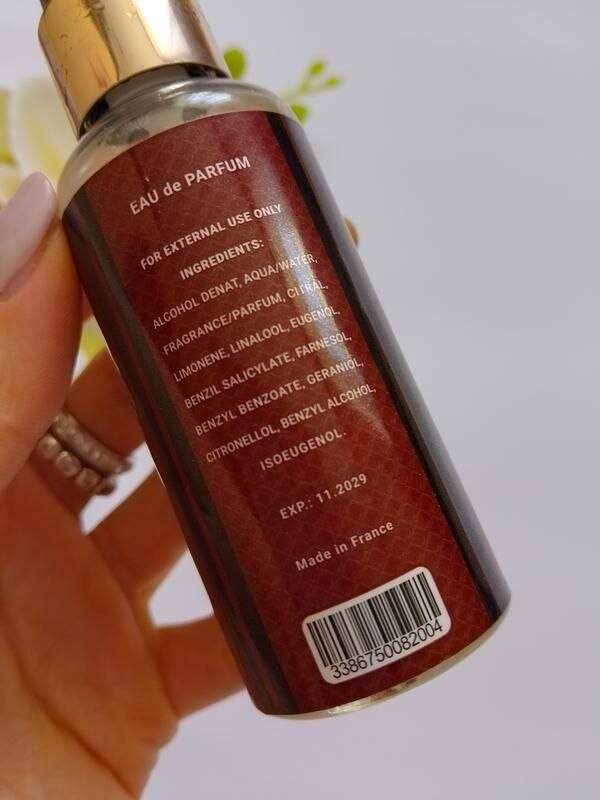 EAU de PARFUM
FOR EXTERNAL USE ONLY
INGREDIENTS:
ALCOHOL DENAT, AQUA/WATER,
FRAGRANCE/PARFUM, CITRAL,
LIMONENE, LINALOOL, EUGENOL,
BENZIL SALICYLATE, FARNESOL,
BENZYL BENZOATE, GERANIOL,
CITRONELLOL, BENZYL ALCOHOL,
ISOEUGENOL.
EXP.: 11.2029
Made in France
3386750082004